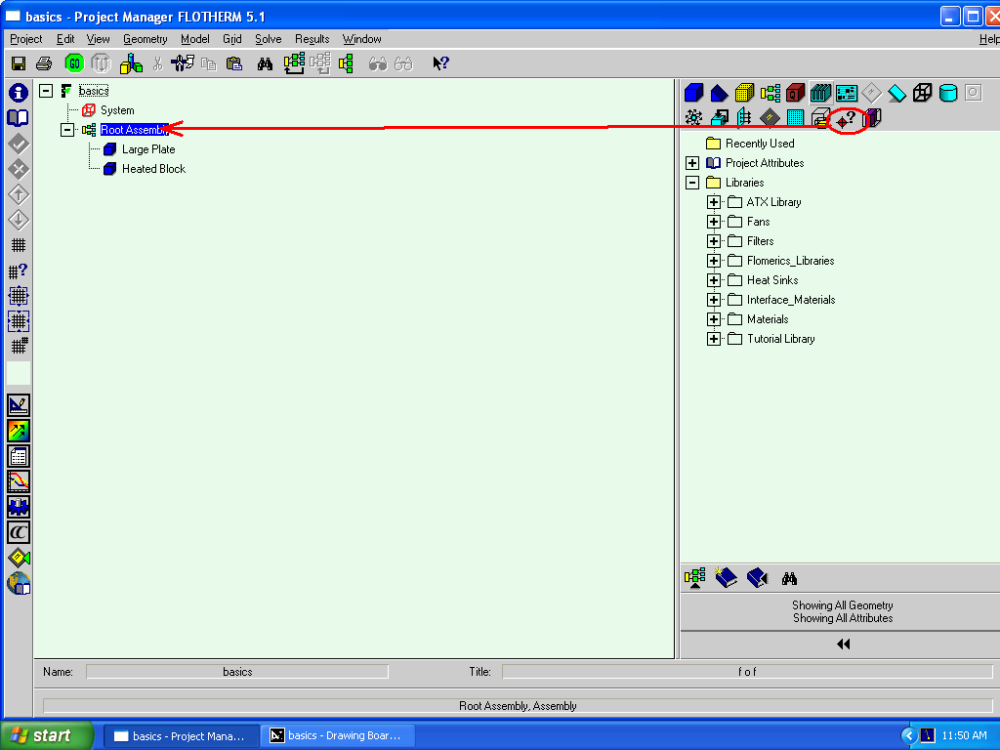 basics - Project Manager FLOTHERM 5.1
Project Edit View Geometry Model Grid Solve Results Window Help
GO
basics
System
Root Assembly
Large Plate
Heated Block
Recently Used
Project Attributes
Libraries
ATX Library
Fans
Filters
Flomerics_Libraries
Heat Sinks
Interface_Materials
Materials
Tutorial Library
Showing All Geometry
Showing All Attributes
Name: basics Title: f o f
Root Assembly, Assembly
start basics - Project Mana... basics - Drawing Boar... 11:50 AM